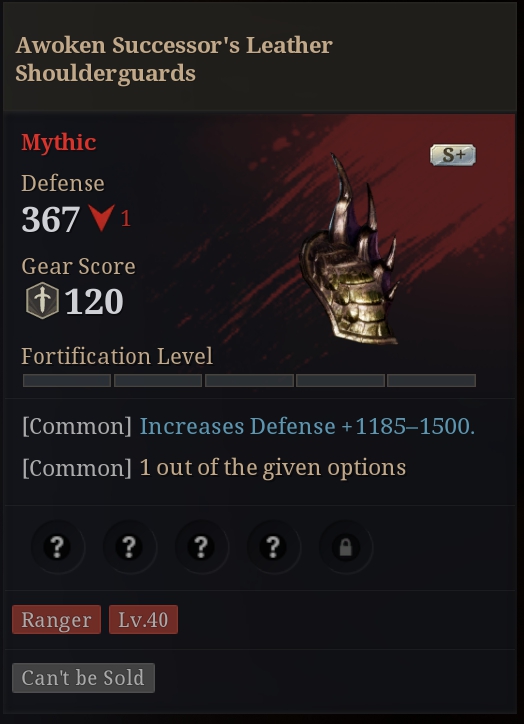 Awoken Successor's Leather
Shoulderguards
Mythic
S+
Defense
367 1
Gear Score
120
Fortification Level
[Common] Increases Defense +1185–1500.
[Common] 1 out of the given options
? ? ? ?
Ranger Lv.40
Can't be Sold